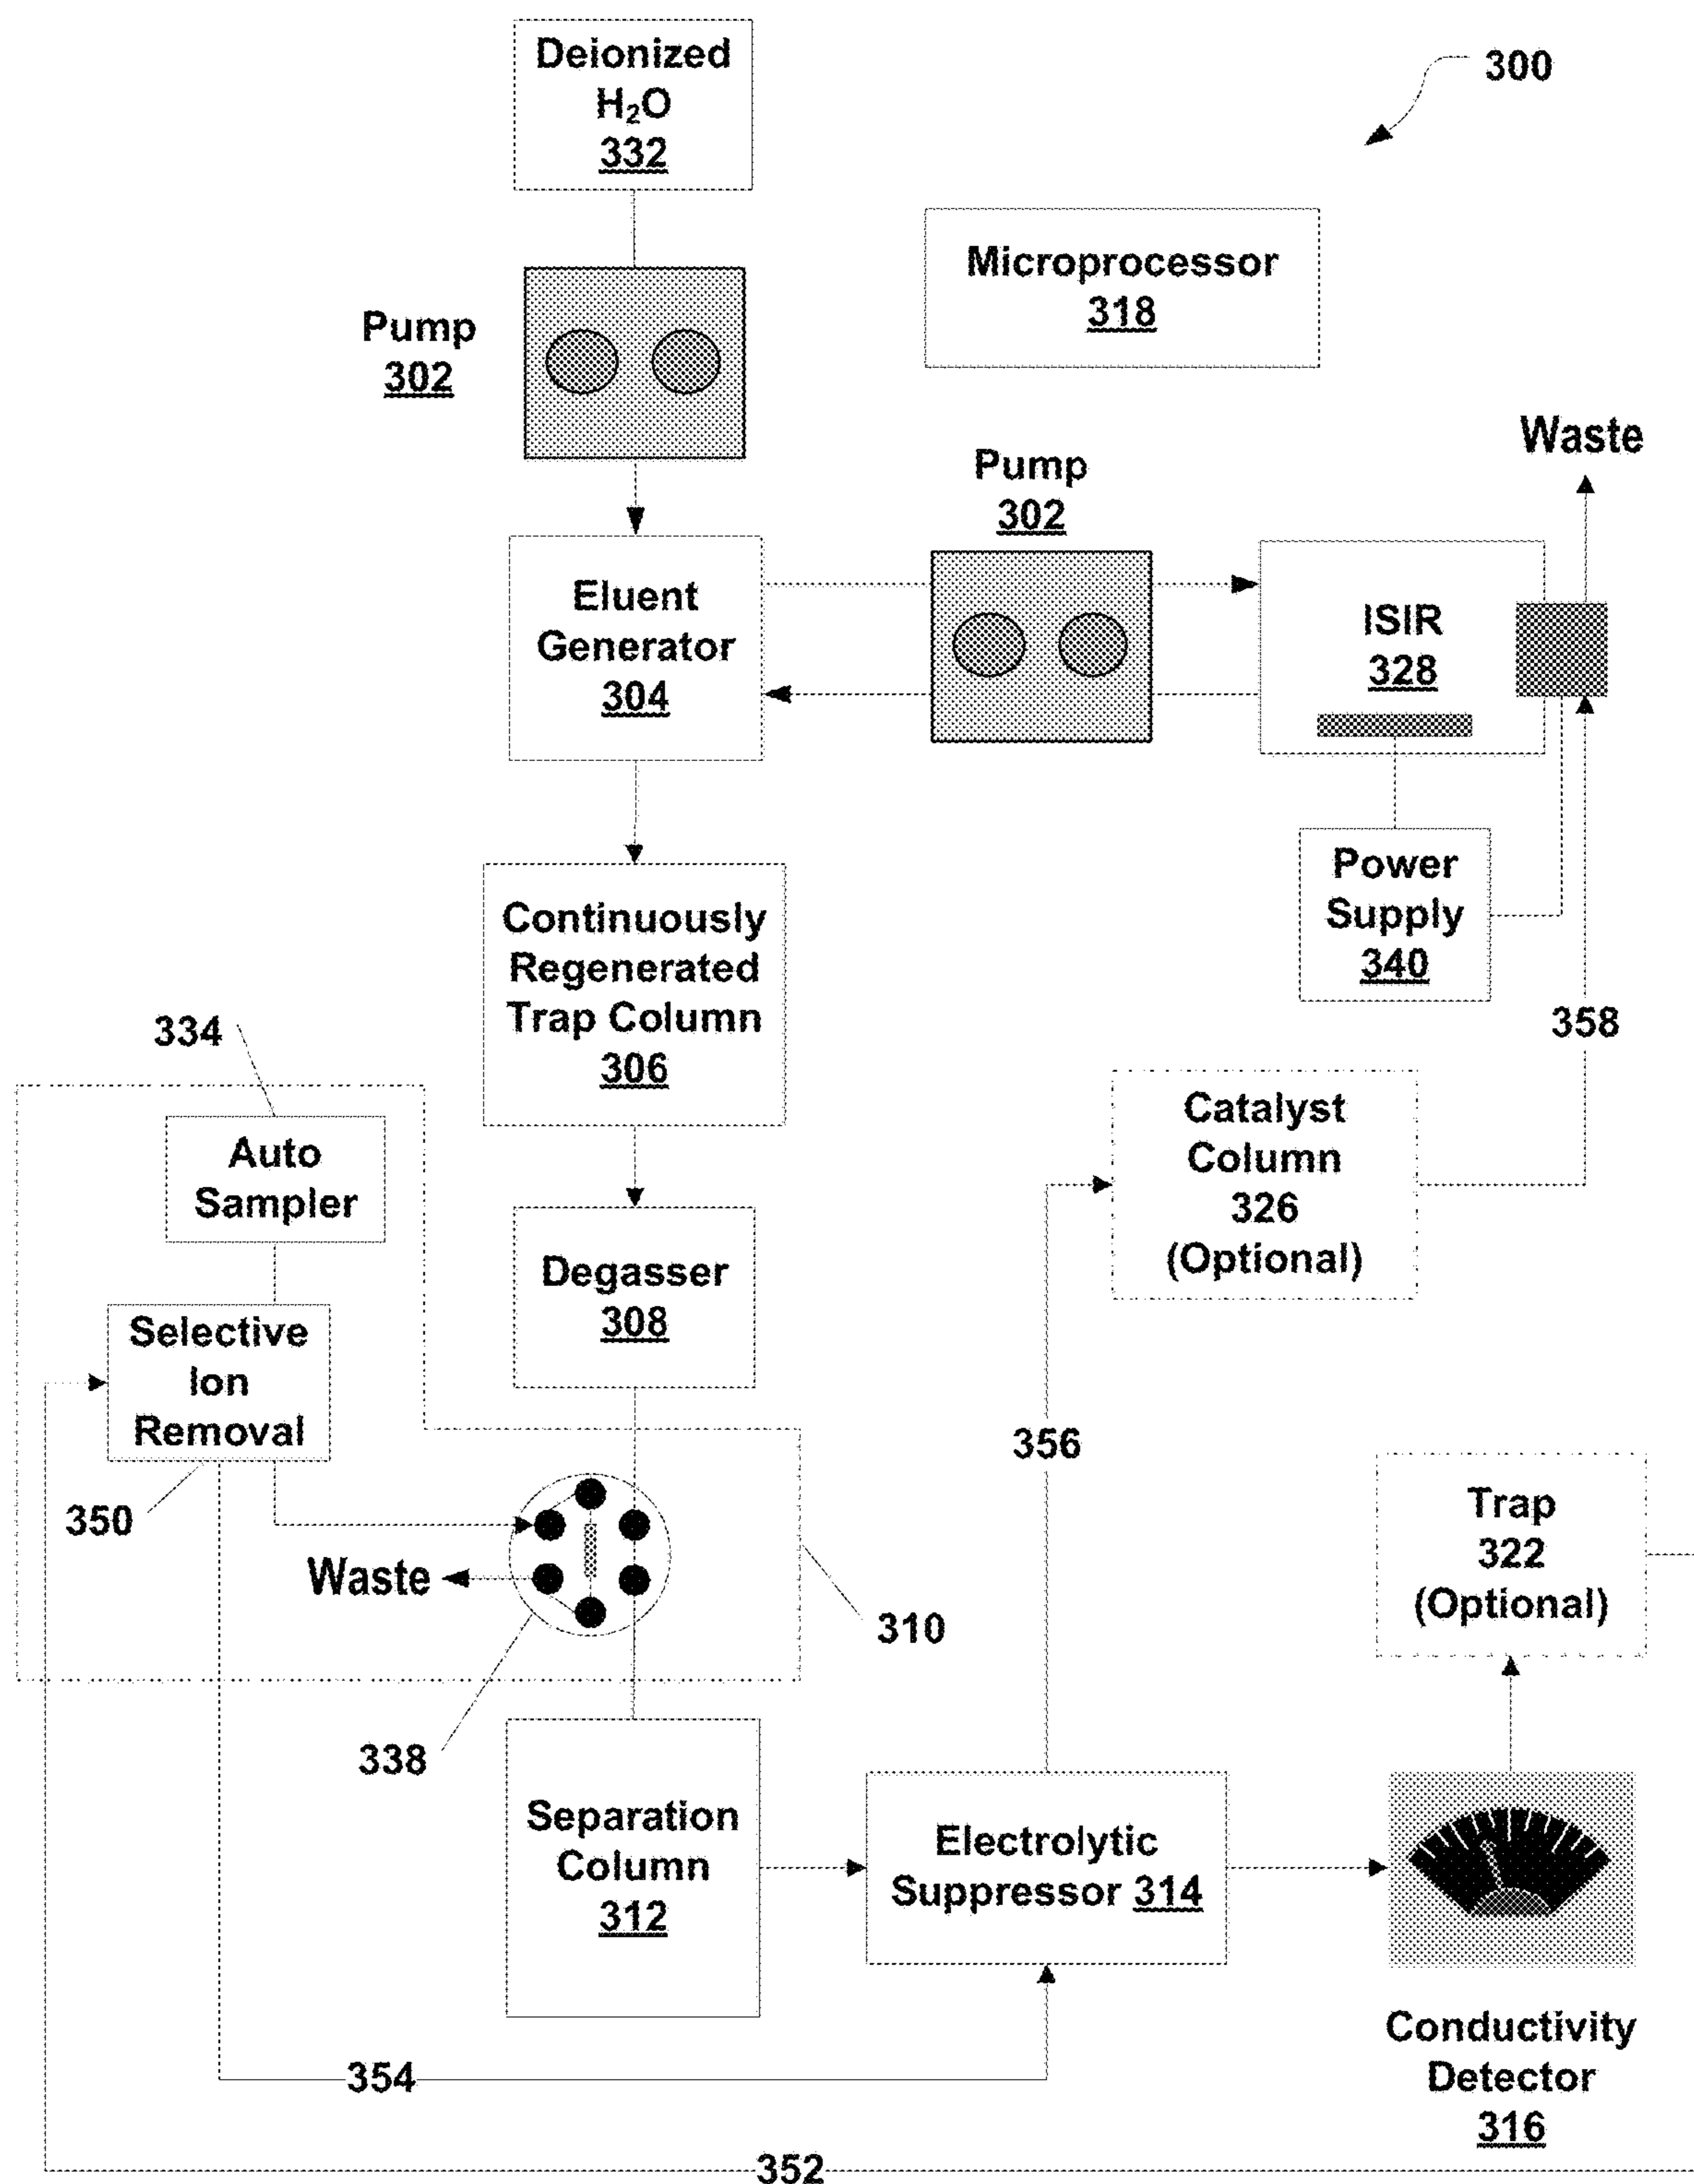 Deionized
H₂O
332
300
Microprocessor
318
Pump
302
Waste
Pump
302
Eluent
Generator
304
ISIR
328
Power
Supply
340
Continuously
Regenerated
Trap Column
306
358
334
Catalyst
Column
326
(Optional)
Auto
Sampler
Degasser
308
Selective
Ion
Removal
356
350
Trap
322
(Optional)
Waste
310
338
Separation
Column
312
Electrolytic
Suppressor 314
Conductivity
Detector
316
354
352